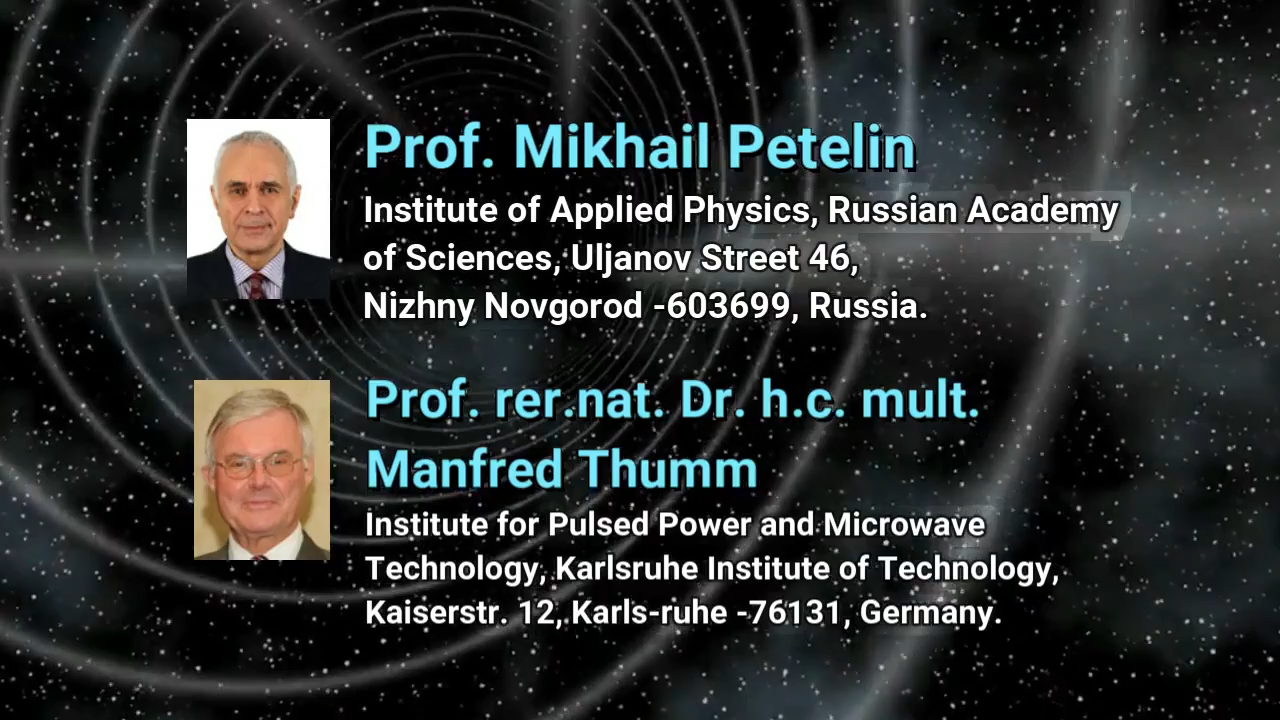 Prof. Mikhail Petelin
Institute of Applied Physics, Russian Academy
of Sciences, Uljanov Street 46,
Nizhny Novgorod -603699, Russia.
Prof. rer.nat. Dr. h.c. mult.
Manfred Thumm
Institute for Pulsed Power and Microwave
Technology, Karlsruhe Institute of Technology,
Kaiserstr. 12, Karls-ruhe -76131, Germany.